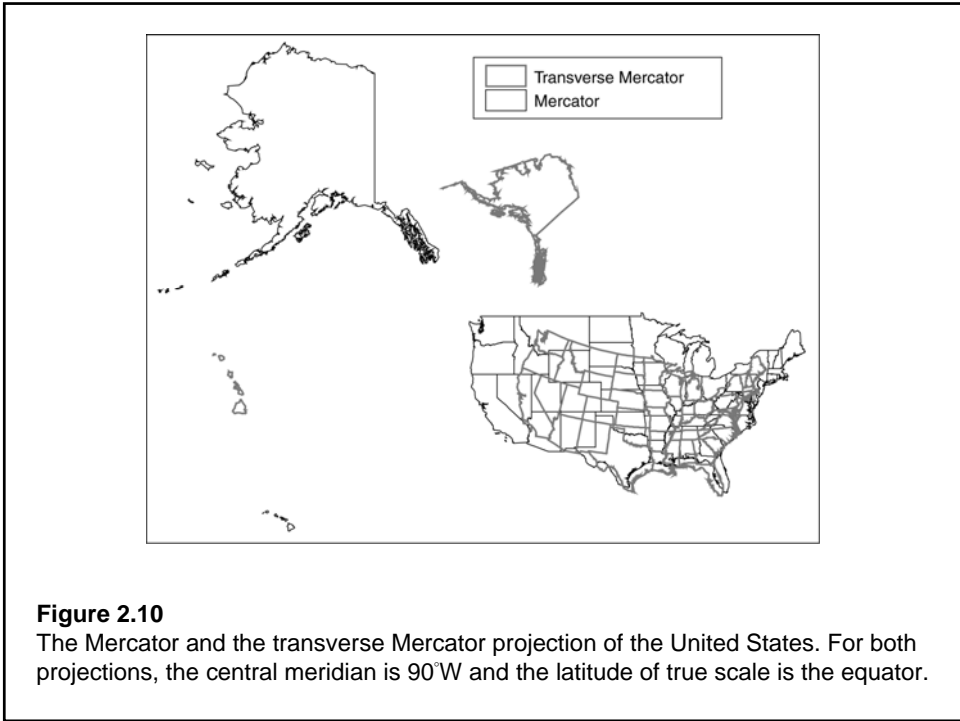 Transverse Mercator
Mercator
Figure 2.10
The Mercator and the transverse Mercator projection of the United States. For both
projections, the central meridian is 90°W and the latitude of true scale is the equator.